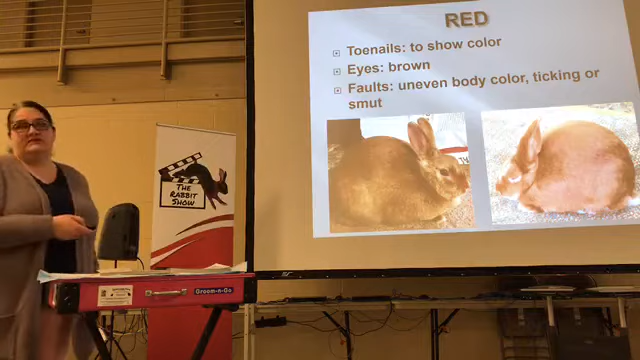 RED
Toenails: to show color
Eyes: brown
Faults: uneven body color, ticking or
smut
THE
RABBIT
SHOW
Groom-n-Go